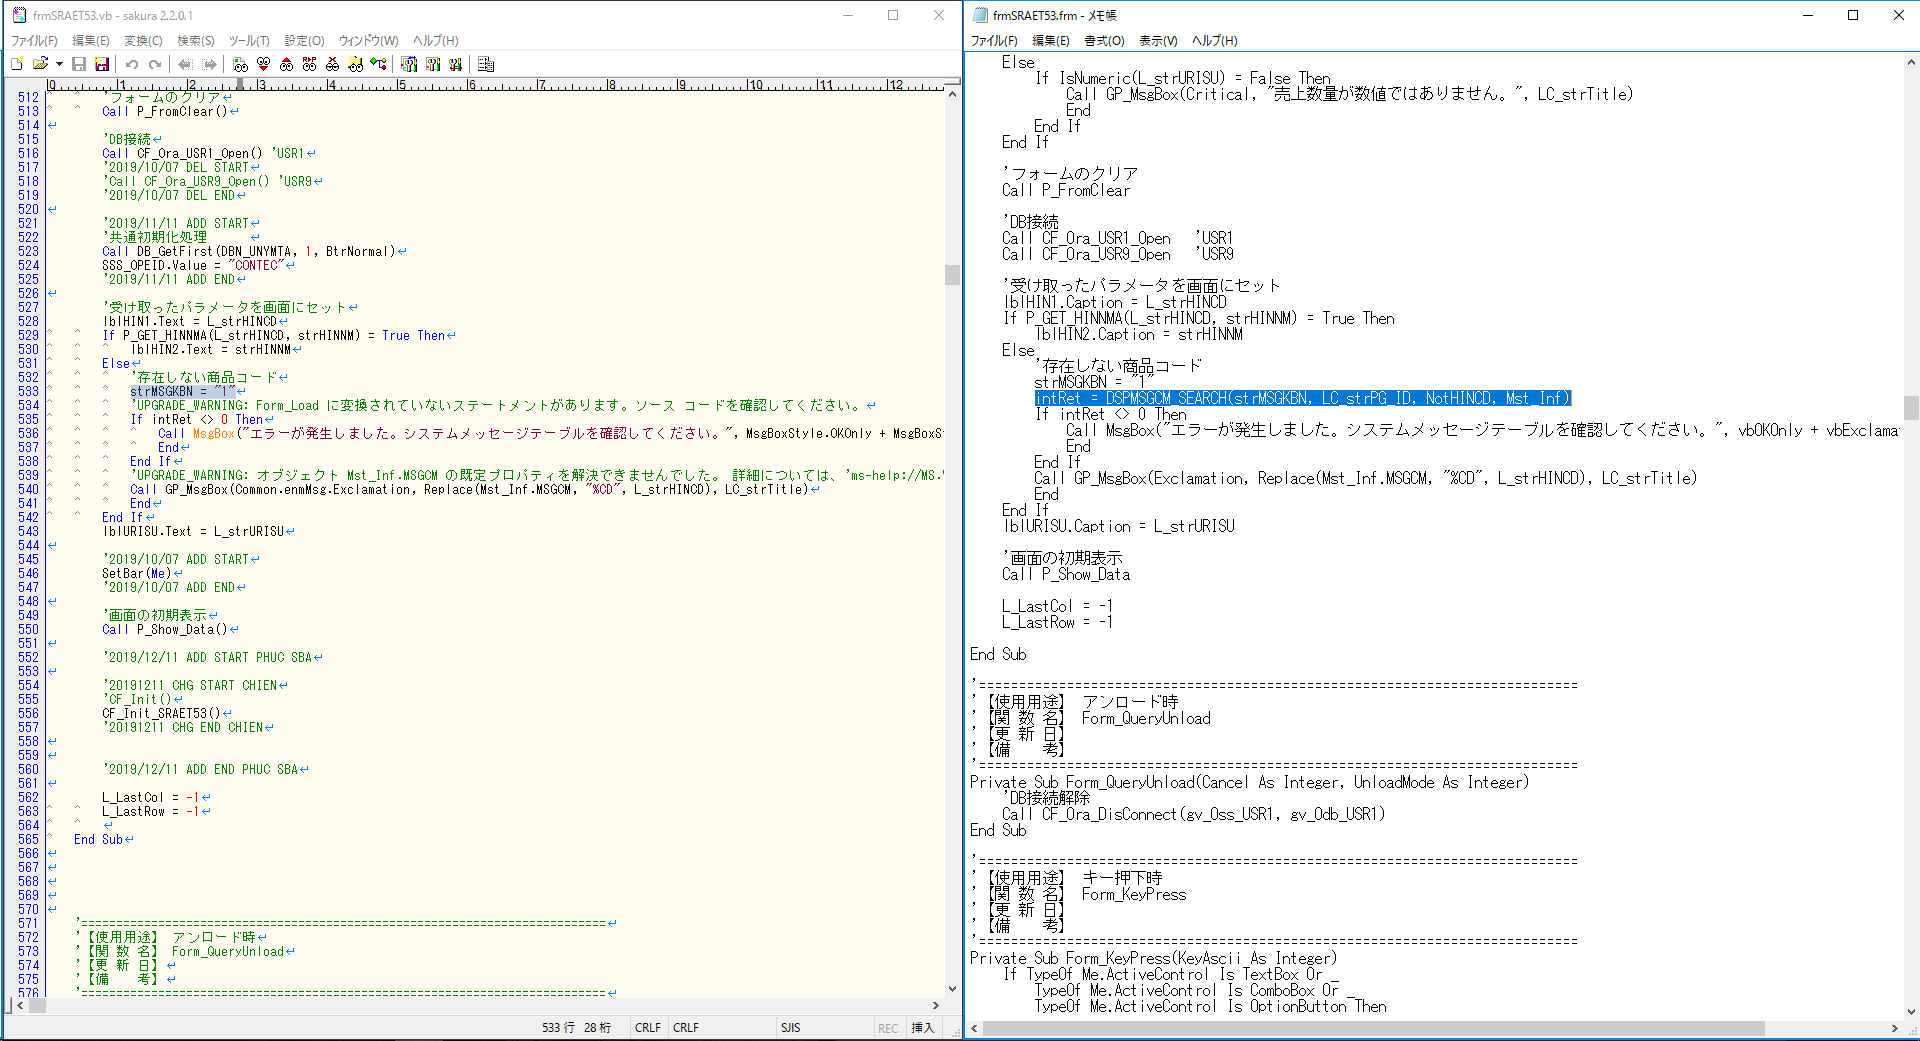 frmSRAET53.vb - sakura 2.2.0.1
ファイル(F) 編集(E) 変換(C) 検索(S) ツール(T) 設定(O) ウィンドウ(W) ヘルプ(H)
0 1 2 3 4 5 6 7 8 9 10 11 12
512 'フォームのクリア
513 Call P_FromClear()
514
515 'DB接続
516 Call CF_Ora_USR1_Open() 'USR1
517 '2019/10/07 DEL START
518 'Call CF_Ora_USR9_Open() 'USR9
519 '2019/10/07 DEL END
520
521 '2019/11/11 ADD START
522 '共通初期化処理
523 Call DB_GetFirst(DBN_UNYMTA, 1, BtrNormal)
524 SSS_OPEID.Value = "CONTEC"
525 '2019/11/11 ADD END
526
527 '受け取ったパラメータを画面にセット
528 lblHIN1.Text = L_strHINCD
529 If P_GET_HINNMA(L_strHINCD, strHINNM) = True Then
530 lblHIN2.Text = strHINNM
531 Else
532 '存在しない商品コード
533 strMSGKBN = "1"
534 'UPGRADE_WARNING: Form_Load に変換されていないステートメントがあります。ソース コードを確認してください。
535 If intRet <> 0 Then
536 Call MsgBox("エラーが発生しました。システムメッセージテーブルを確認してください。", MsgBoxStyle.OKOnly + MsgBoxSt
537 End
538 End If
539 'UPGRADE_WARNING: オブジェクト Mst_Inf.MSGCM の既定プロパティを解決できませんでした。 詳細については、'ms-help://MS.
540 Call GP_MsgBox(Common.enmMsg.Exclamation, Replace(Mst_Inf.MSGCM, "%CD", L_strHINCD), LC_strTitle)
541 End
542 End If
543 lblURISU.Text = L_strURISU
544
545 '2019/10/07 ADD START
546 SetBar(Me)
547 '2019/10/07 ADD END
548
549 '画面の初期表示
550 Call P_Show_Data()
551
552 '2019/12/11 ADD START PHUC SBA
553
554 '20191211 CHG START CHIEN
555 'CF_Init()
556 CF_Init_SRAET53()
557 '20191211 CHG END CHIEN
558
559
560 '2019/12/11 ADD END PHUC SBA
561
562 L_LastCol = -1
563 L_LastRow = -1
564
565 End Sub
566
567
568
569
570
571 '===========================================================================
572 '【使用用途】 アンロード時
573 '【関 数 名】 Form_QueryUnload
574 '【更 新 日】
575 '【備　　考】
576 '===========================================================================
533 行 28 桁 CRLF CRLF SJIS REC 挿入
frmSRAET53.frm - メモ帳
ファイル(F) 編集(E) 書式(O) 表示(V) ヘルプ(H)
Else
If IsNumeric(L_strURISU) = False Then
Call GP_MsgBox(Critical, "売上数量が数値ではありません。", LC_strTitle)
End
End If
End If
'フォームのクリア
Call P_FromClear
'DB接続
Call CF_Ora_USR1_Open 'USR1
Call CF_Ora_USR9_Open 'USR9
'受け取ったパラメータを画面にセット
lblHIN1.Caption = L_strHINCD
If P_GET_HINNMA(L_strHINCD, strHINNM) = True Then
lblHIN2.Caption = strHINNM
Else
'存在しない商品コード
strMSGKBN = "1"
intRet = DSPMSGCM_SEARCH(strMSGKBN, LC_strPG_ID, NotHINCD, Mst_Inf)
If intRet <> 0 Then
Call MsgBox("エラーが発生しました。システムメッセージテーブルを確認してください。", vbOKOnly + vbExclama
End
End If
Call GP_MsgBox(Exclamation, Replace(Mst_Inf.MSGCM, "%CD", L_strHINCD), LC_strTitle)
End
End If
lblURISU.Caption = L_strURISU
'画面の初期表示
Call P_Show_Data
L_LastCol = -1
L_LastRow = -1
End Sub
'===========================================================================
'【使用用途】 アンロード時
'【関 数 名】 Form_QueryUnload
'【更 新 日】
'【備　　考】
'===========================================================================
Private Sub Form_QueryUnload(Cancel As Integer, UnloadMode As Integer)
'DB接続解除
Call CF_Ora_DisConnect(gv_Oss_USR1, gv_Odb_USR1)
End Sub
'===========================================================================
'【使用用途】 キー押下時
'【関 数 名】 Form_KeyPress
'【更 新 日】
'【備　　考】
'===========================================================================
Private Sub Form_KeyPress(KeyAscii As Integer)
If TypeOf Me.ActiveControl Is TextBox Or _
TypeOf Me.ActiveControl Is ComboBox Or _
TypeOf Me.ActiveControl Is OptionButton Then